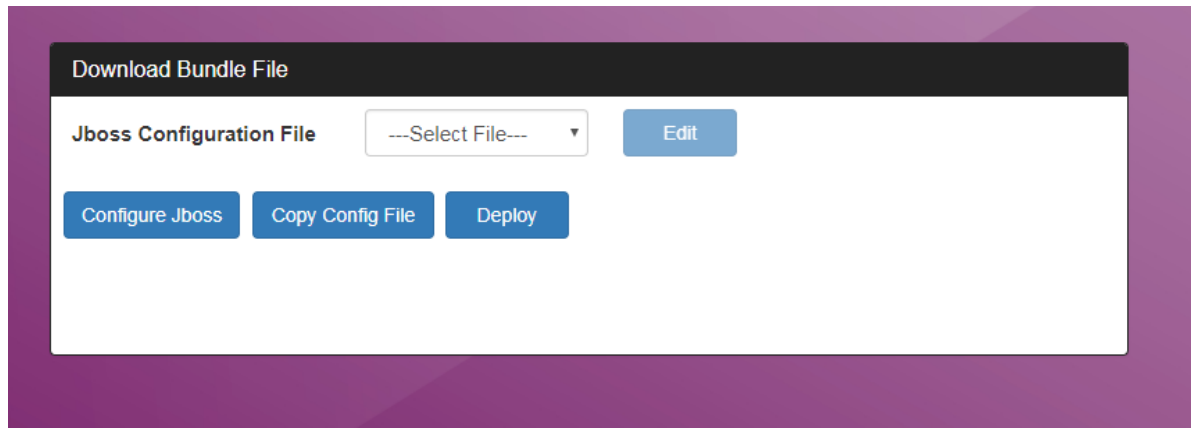 Download Bundle File
Jboss Configuration File ---Select File--- Edit
Configure Jboss Copy Config File Deploy